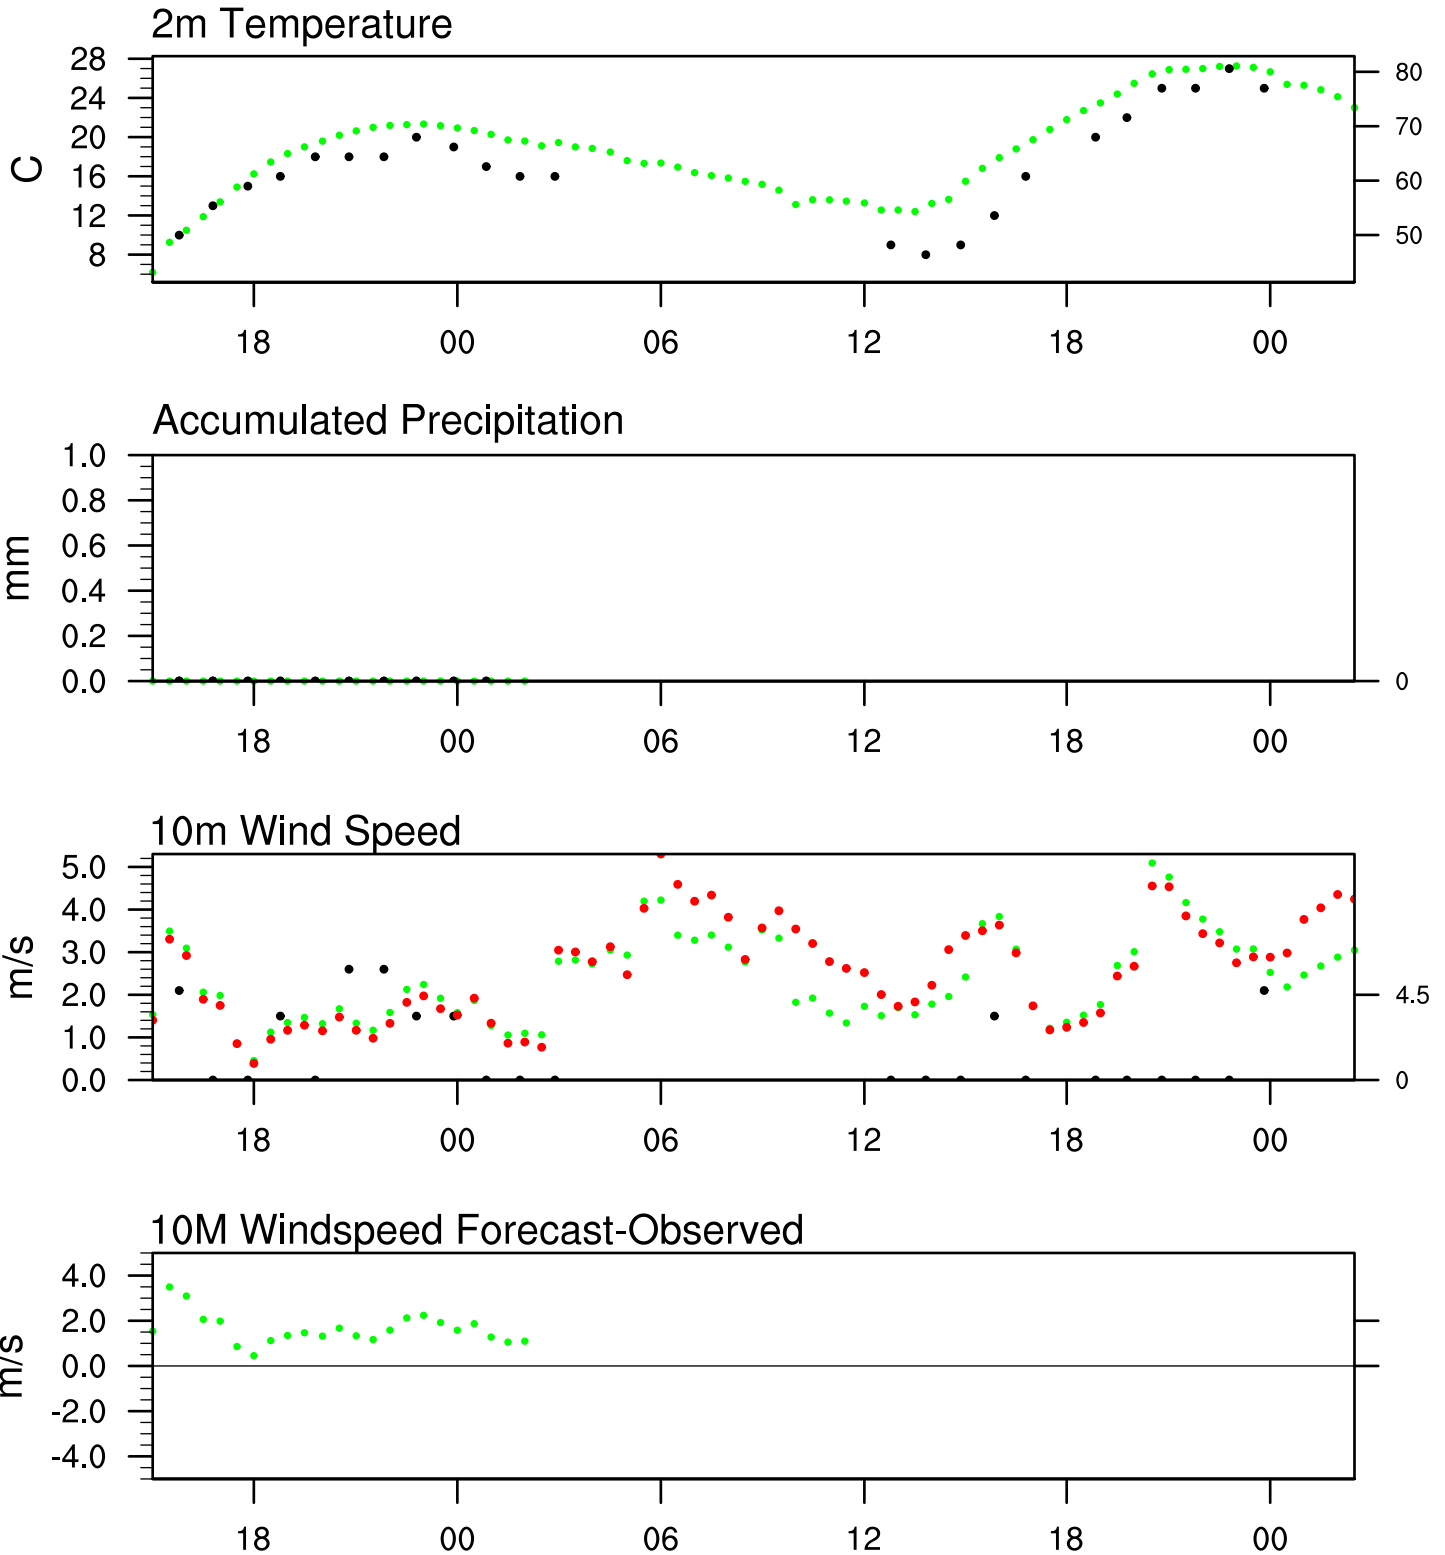 2m Temperature
28
24
20
16
12
8
C
80
70
60
50
18 00 06 12 18 00
Accumulated Precipitation
1.0
0.8
0.6
0.4
0.2
0.0
mm
0
18 00 06 12 18 00
10m Wind Speed
5.0
4.0
3.0
2.0
1.0
0.0
m/s
4.5
0
18 00 06 12 18 00
10M Windspeed Forecast-Observed
4.0
2.0
0.0
-2.0
-4.0
m/s
18 00 06 12 18 00